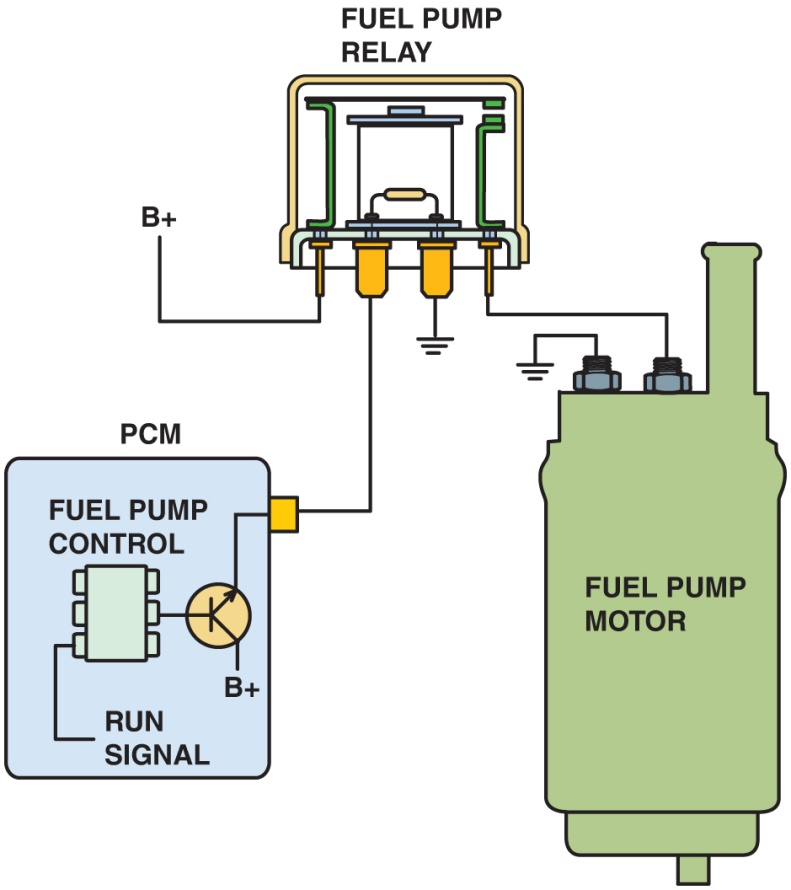 FUEL PUMP
RELAY
B+
PCM
FUEL PUMP
CONTROL
B+
RUN
SIGNAL
FUEL PUMP
MOTOR